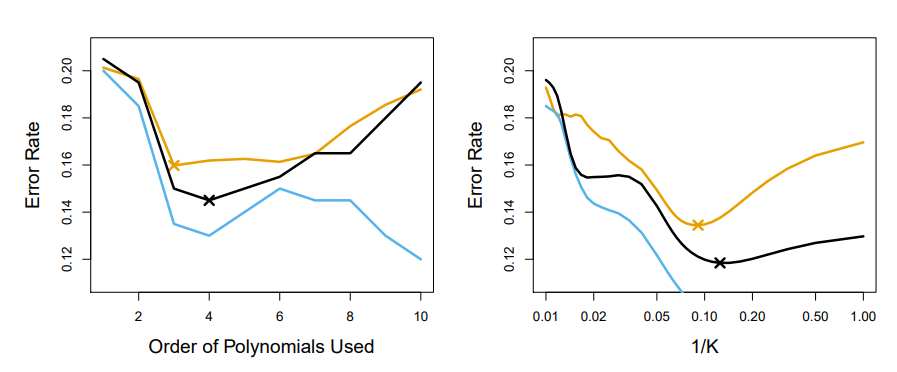 Error Rate
0.12 0.14 0.16 0.18 0.20
2 4 6 8 10
Order of Polynomials Used
Error Rate
0.12 0.14 0.16 0.18 0.20
0.01 0.02 0.05 0.10 0.20 0.50 1.00
1/K